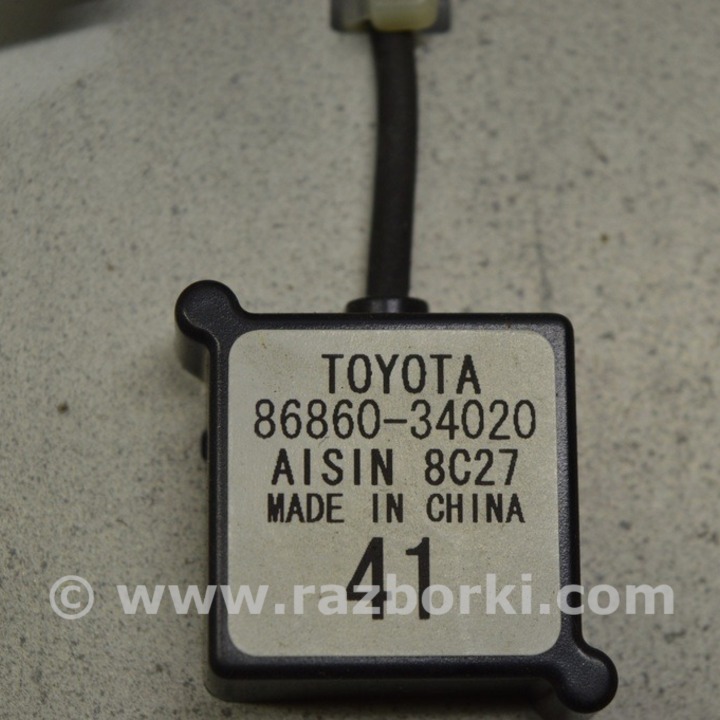 TOYOTA
86860-34020
AISIN 8C27
MADE IN CHINA
41
© www.razborki.com